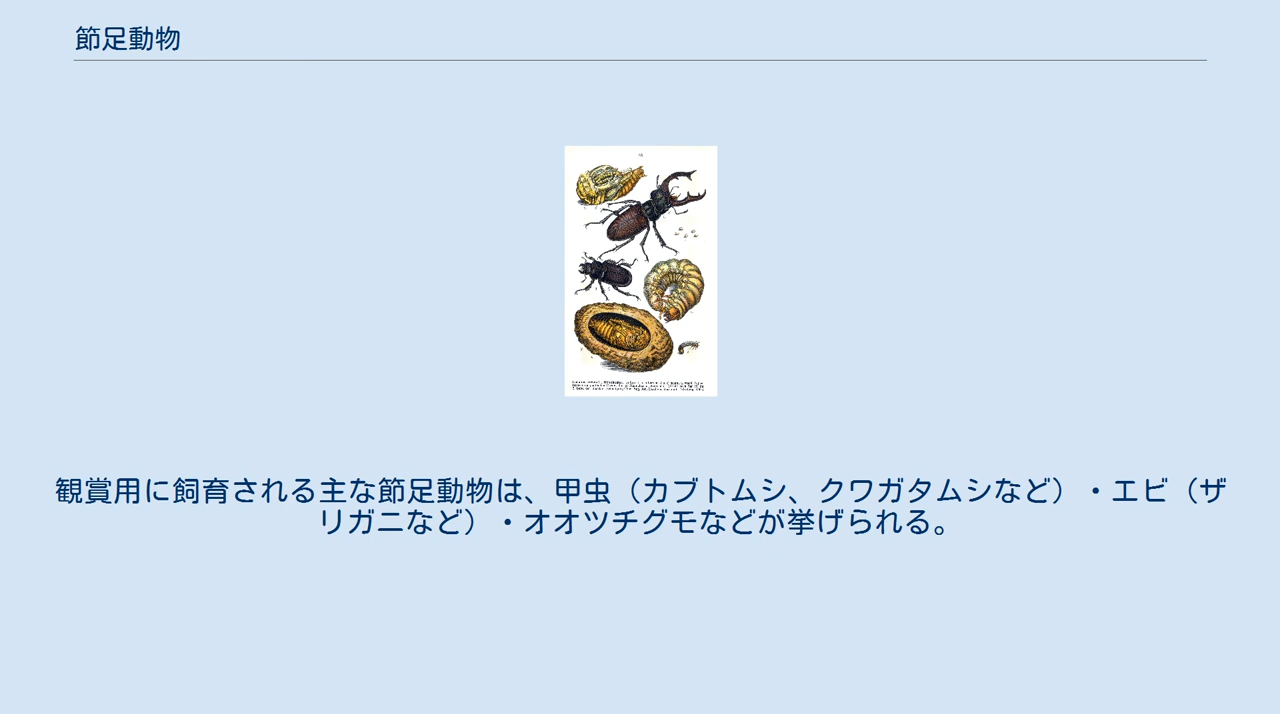 節足動物
観賞用に飼育される主な節足動物は、甲虫（カブトムシ、クワガタムシなど）・エビ（ザ
リガニなど）・オオツチグモなどが挙げられる。